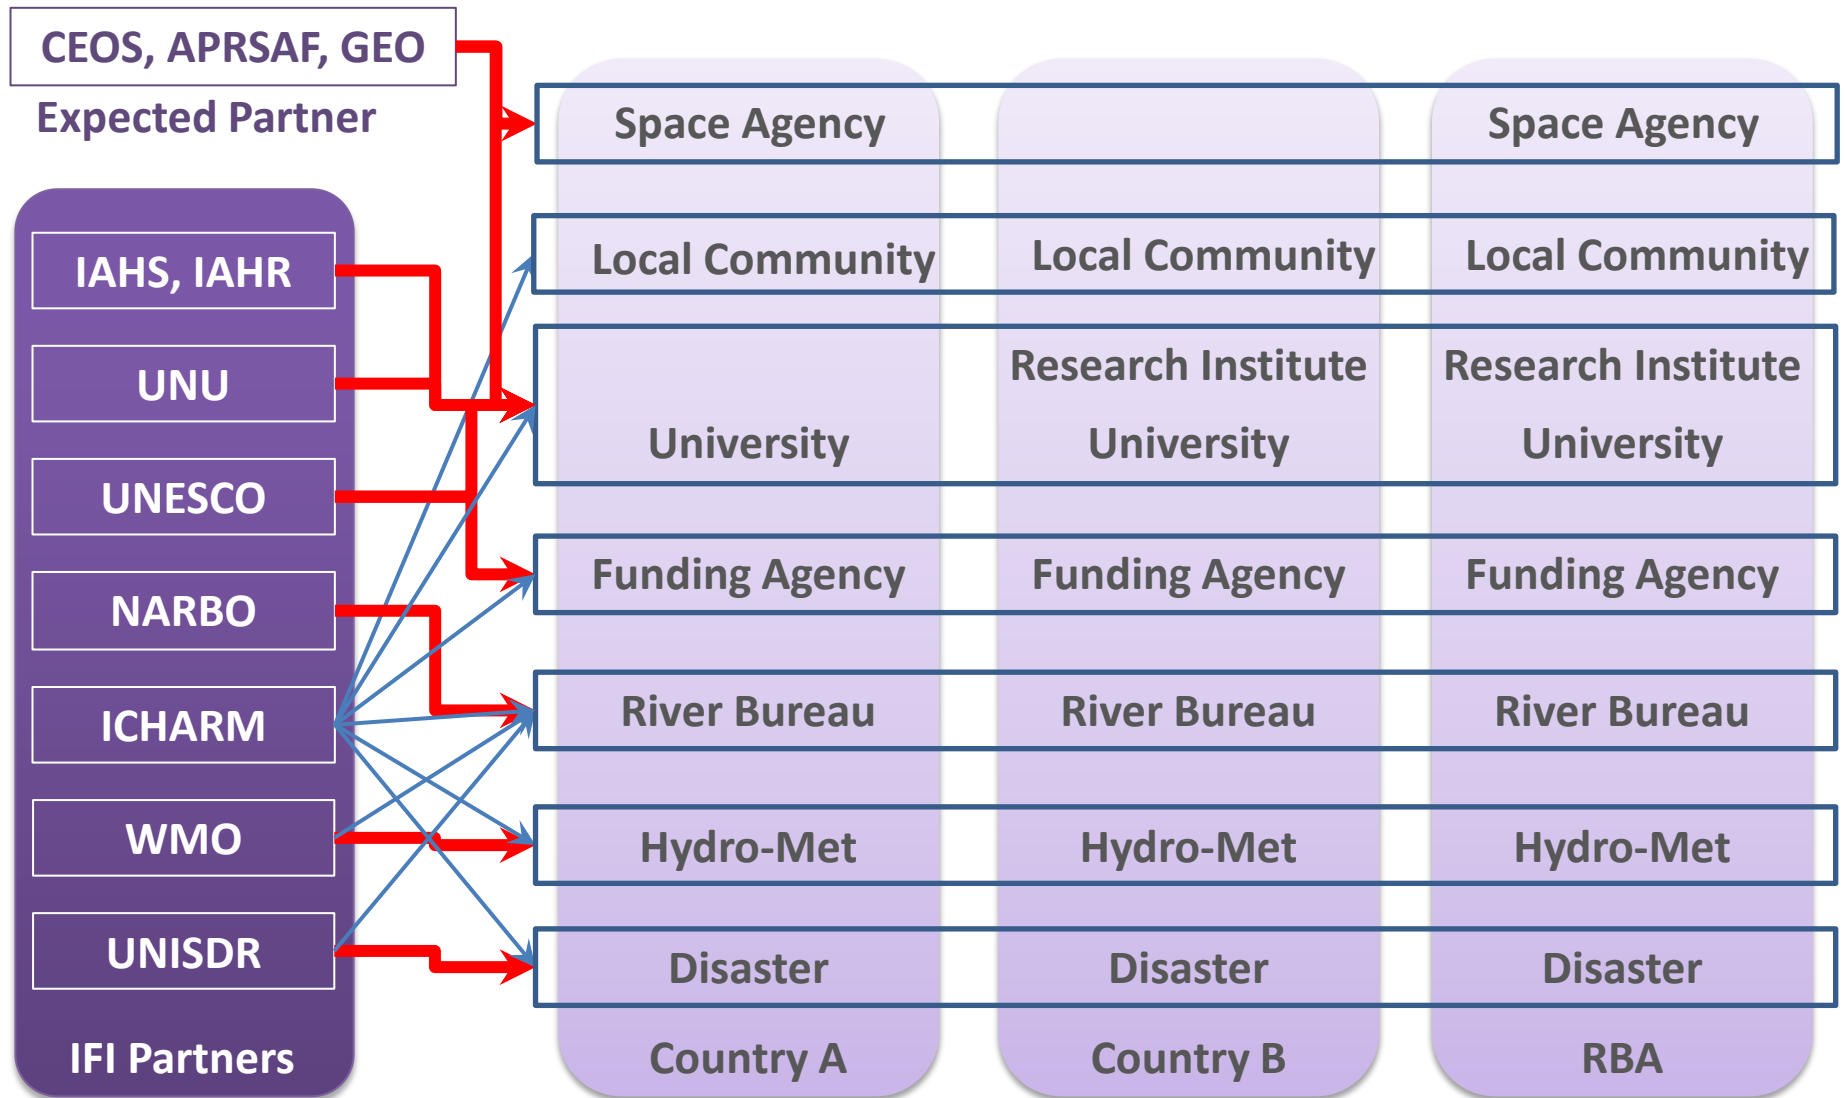 CEOS, APRSAF, GEO
Expected Partner
IAHS, IAHR
UNU
UNESCO
NARBO
ICHARM
WMO
UNISDR
IFI Partners
Space Agency
Space Agency
Local Community
Local Community
Local Community
Research Institute
Research Institute
University
University
University
Funding Agency
Funding Agency
Funding Agency
River Bureau
River Bureau
River Bureau
Hydro-Met
Hydro-Met
Hydro-Met
Disaster
Disaster
Disaster
Country A
Country B
RBA